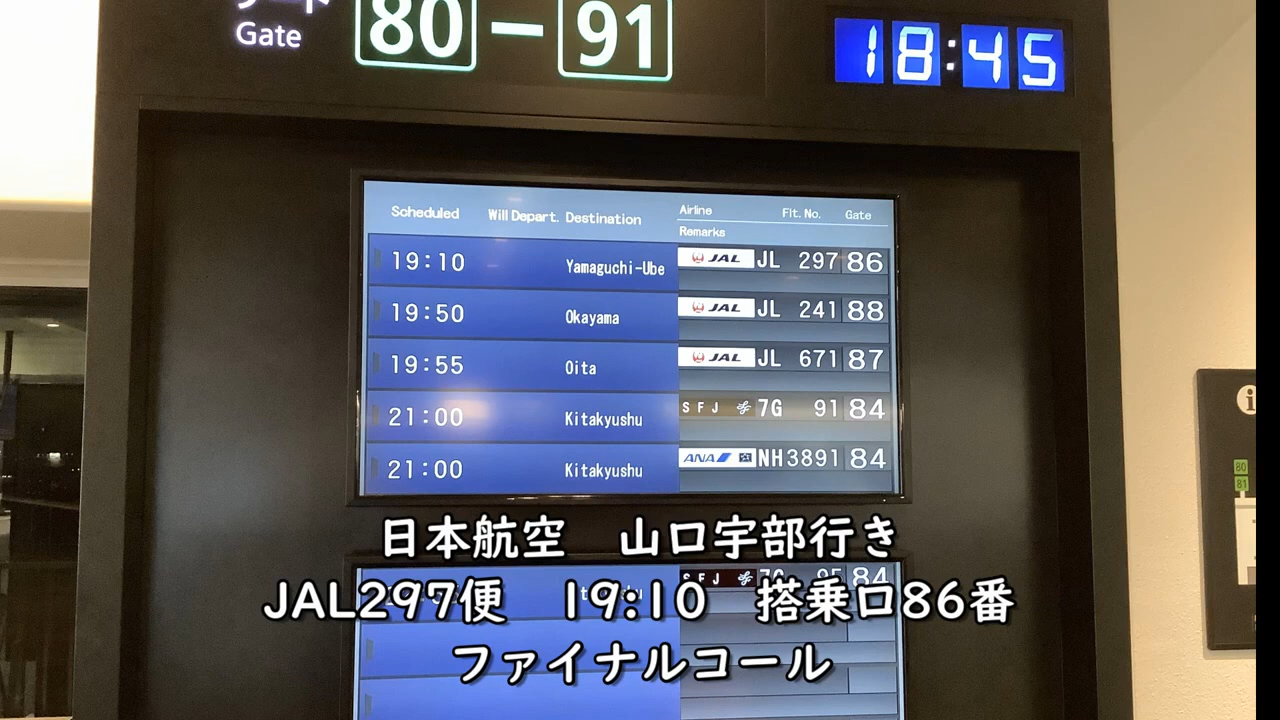 Gate 80 - 91 18:45
Scheduled Will Depart. Destination Airline Flt. No. Gate
Remarks
19:10 Yamaguchi-Ube JAL JL 297 86
19:50 Okayama JAL JL 241 88
19:55 Oita JAL JL 671 87
21:00 Kitakyushu SFJ 7G 91 84
21:00 Kitakyushu ANA NH3891 84
日本航空 山口宇部行き
SFJ 84
JAL297便 19:10 搭乗口86番
ファイナルコール
i
80
81